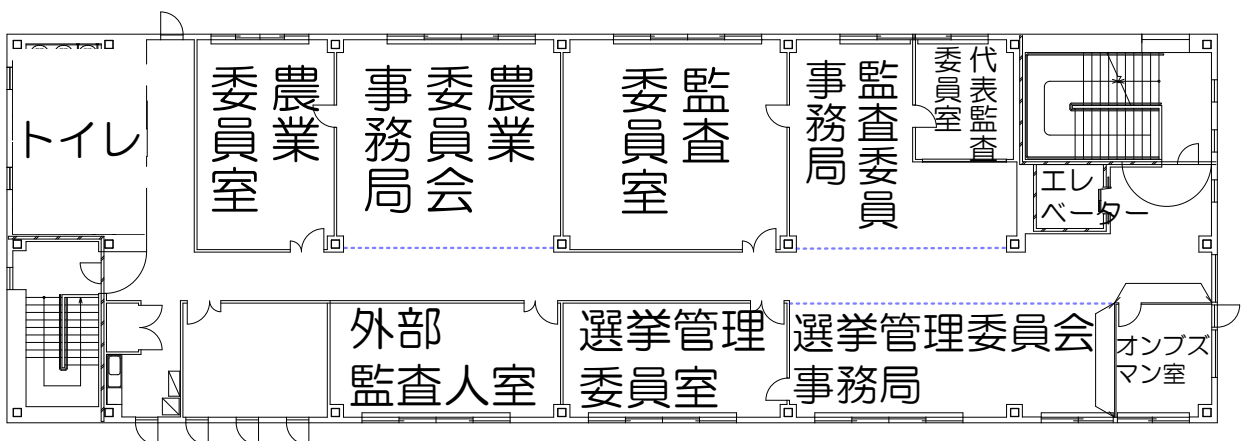 トイレ
農業
委員室
農業
委員会
事務局
監査
委員室
監査委員
事務局
代表監査
委員室
エレ
ベーター
外部
監査人室
選挙管理
委員室
選挙管理委員会
事務局
オンブズ
マン室